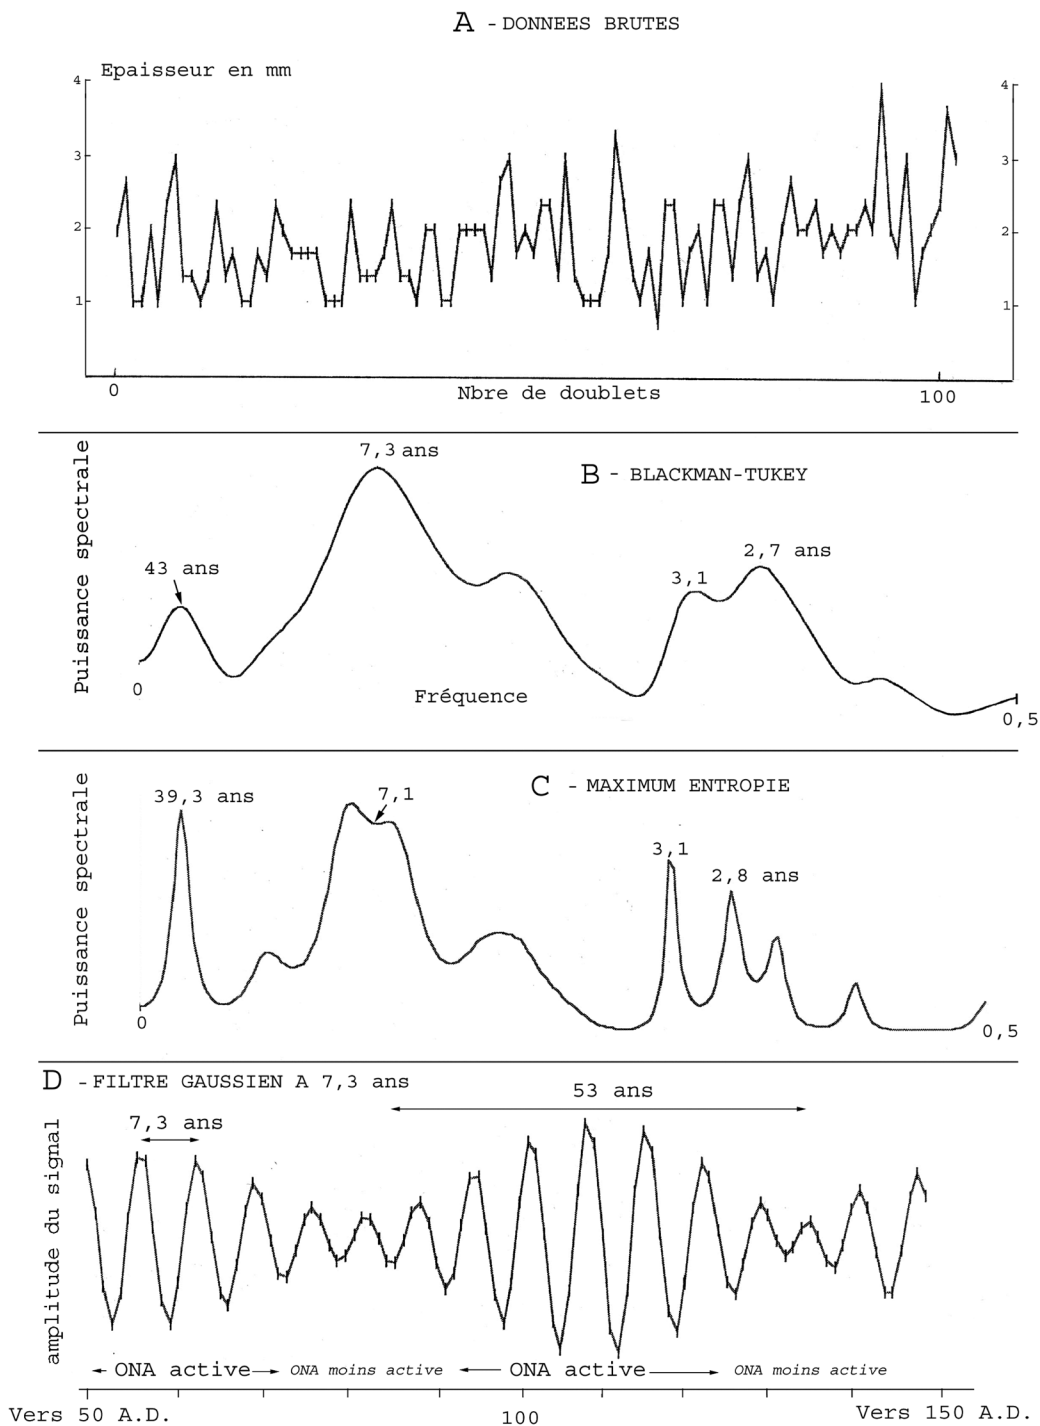 A - DONNEES BRUTES
Epaisseur en mm
4
3
2
1
4
3
2
1
0
Nbre de doublets
100
B - BLACKMAN-TUKEY
Puissance spectrale
7,3 ans
43 ans
3,1
2,7 ans
0
Fréquence
0,5
C - MAXIMUM ENTROPIE
Puissance spectrale
39,3 ans
7,1
3,1
2,8 ans
0
0,5
D - FILTRE GAUSSIEN A 7,3 ans
53 ans
7,3 ans
amplitude du signal
ONA active
ONA moins active
ONA active
ONA moins active
Vers 50 A.D.
100
Vers 150 A.D.